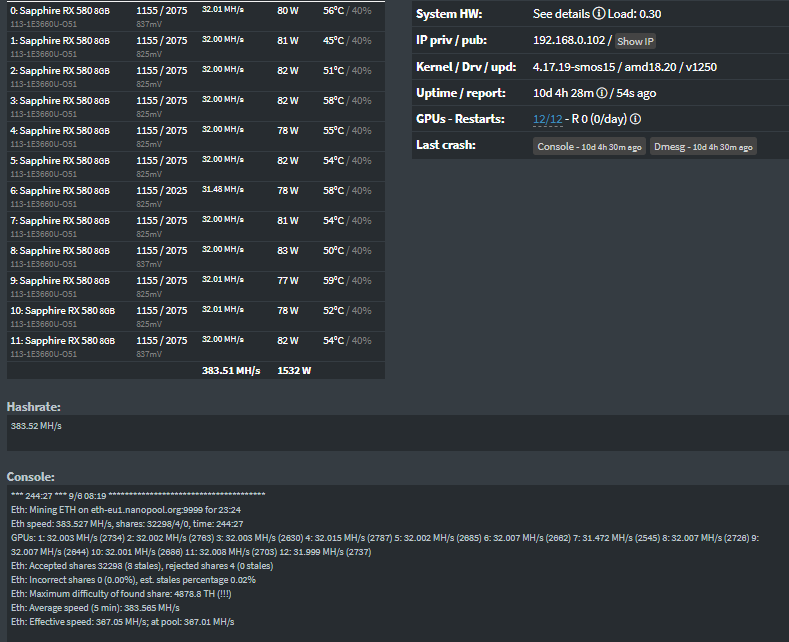 0: Sapphire RX 580 8GB 1155 / 2075 32.01 MH/s 80 W 56°C / 40%
113-1E3660U-O51 837mV
1: Sapphire RX 580 8GB 1155 / 2075 32.00 MH/s 81 W 45°C / 40%
113-1E3660U-O51 825mV
2: Sapphire RX 580 8GB 1155 / 2075 32.00 MH/s 82 W 51°C / 40%
113-1E3660U-O51 825mV
3: Sapphire RX 580 8GB 1155 / 2075 32.00 MH/s 82 W 58°C / 40%
113-1E3660U-O51 825mV
4: Sapphire RX 580 8GB 1155 / 2075 32.00 MH/s 78 W 55°C / 40%
113-1E3660U-O51 825mV
5: Sapphire RX 580 8GB 1155 / 2075 32.00 MH/s 82 W 54°C / 40%
113-1E3660U-O51 825mV
6: Sapphire RX 580 8GB 1155 / 2025 31.48 MH/s 78 W 58°C / 40%
113-1E3660U-O51 825mV
7: Sapphire RX 580 8GB 1155 / 2075 32.00 MH/s 81 W 54°C / 40%
113-1E3660U-O51 825mV
8: Sapphire RX 580 8GB 1155 / 2075 32.00 MH/s 83 W 50°C / 40%
113-1E3660U-O51 837mV
9: Sapphire RX 580 8GB 1155 / 2075 32.01 MH/s 77 W 59°C / 40%
113-1E3660U-O51 825mV
10: Sapphire RX 580 8GB 1155 / 2075 32.01 MH/s 78 W 52°C / 40%
113-1E3660U-O51 825mV
11: Sapphire RX 580 8GB 1155 / 2075 32.00 MH/s 82 W 54°C / 40%
113-1E3660U-O51 837mV
383.51 MH/s 1532 W
System HW: See details Load: 0.30
IP priv / pub: 192.168.0.102 / Show IP
Kernel / Drv / upd: 4.17.19-smos15 / amd18.20 / v1250
Uptime / report: 10d 4h 28m / 54s ago
GPUs - Restarts: 12/12 - R 0 (0/day)
Last crash: Console - 10d 4h 30m ago Dmesg - 10d 4h 30m ago
Hashrate:
383.52 MH/s
Console:
*** 244:27 *** 9/6 08:19 **************************************
Eth: Mining ETH on eth-eu1.nanopool.org:9999 for 23:24
Eth speed: 383.527 MH/s, shares: 32298/4/0, time: 244:27
GPUs: 1: 32.003 MH/s (2734) 2: 32.002 MH/s (2763) 3: 32.003 MH/s (2630) 4: 32.015 MH/s (2787) 5: 32.002 MH/s (2685) 6: 32.007 MH/s (2662) 7: 31.472 MH/s (2545) 8: 32.007 MH/s (2726) 9:
32.007 MH/s (2644) 10: 32.001 MH/s (2686) 11: 32.008 MH/s (2703) 12: 31.999 MH/s (2737)
Eth: Accepted shares 32298 (8 stales), rejected shares 4 (0 stales)
Eth: Incorrect shares 0 (0.00%), est. stales percentage 0.02%
Eth: Maximum difficulty of found share: 4878.8 TH (!!!)
Eth: Average speed (5 min): 383.565 MH/s
Eth: Effective speed: 367.05 MH/s; at pool: 367.01 MH/s